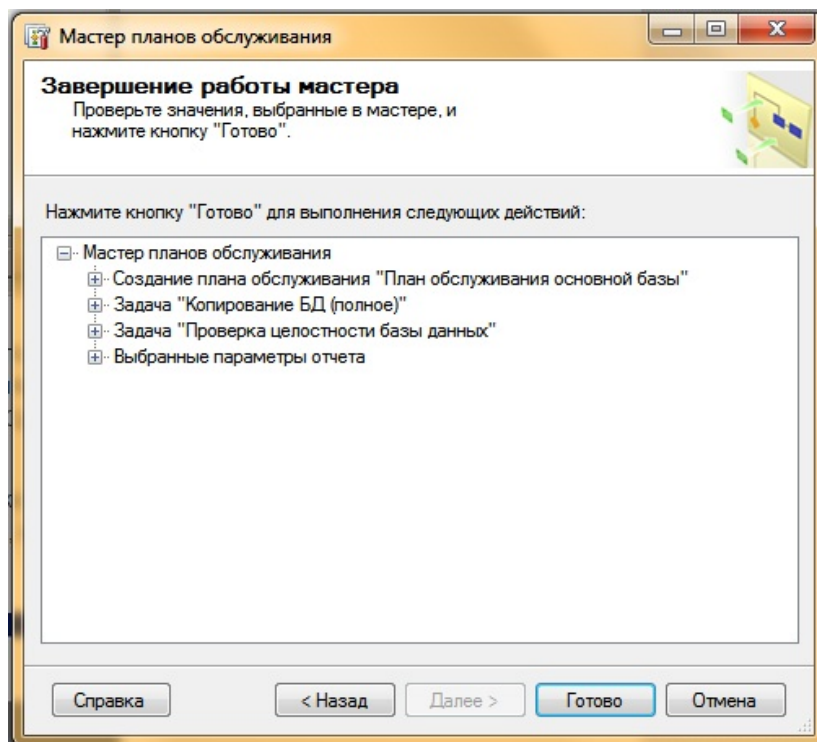 Мастер планов обслуживания
Завершение работы мастера
Проверьте значения, выбранные в мастере, и
нажмите кнопку "Готово".
Нажмите кнопку "Готово" для выполнения следующих действий:
Мастер планов обслуживания
Создание плана обслуживания "План обслуживания основной базы"
Задача "Копирование БД (полное)"
Задача "Проверка целостности базы данных"
Выбранные параметры отчета
Справка
< Назад
Далее >
Готово
Отмена